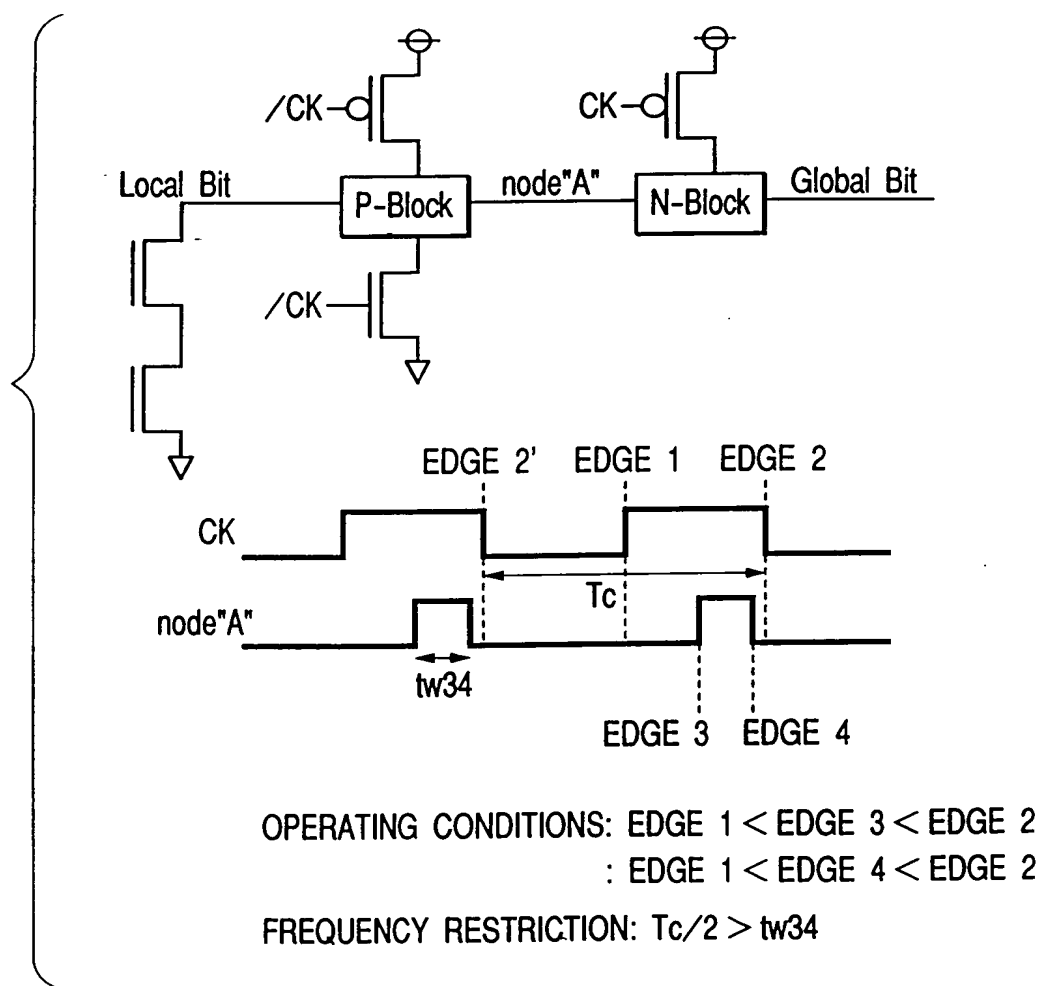 /CK
CK
Local Bit
P-Block
node"A"
N-Block
Global Bit
/CK
EDGE 2'
EDGE 1
EDGE 2
CK
Tc
node"A"
tw34
EDGE 3
EDGE 4
OPERATING CONDITIONS: EDGE 1 < EDGE 3 < EDGE 2
: EDGE 1 < EDGE 4 < EDGE 2
FREQUENCY RESTRICTION: Tc/2 > tw34